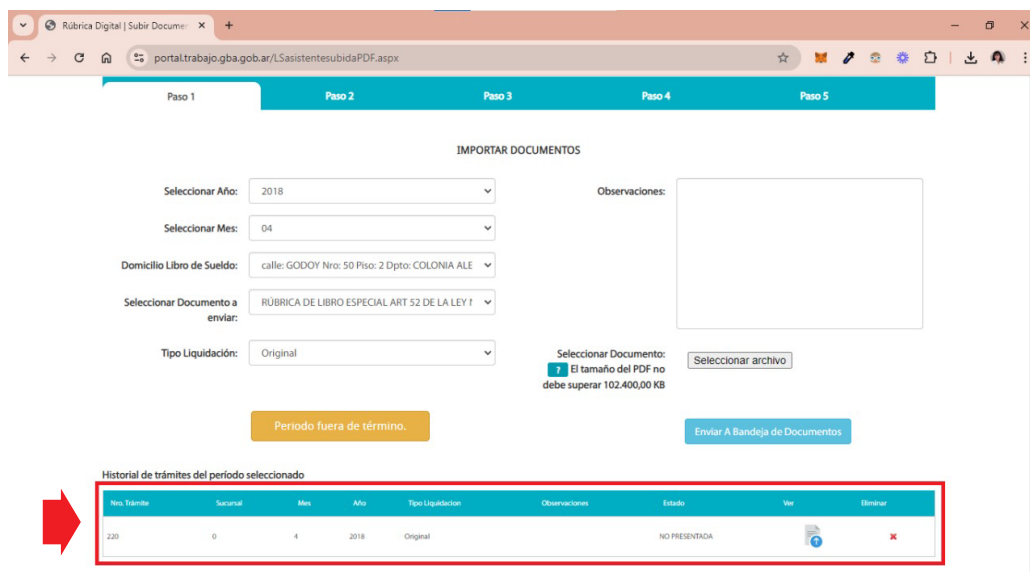 Rúbrica Digital | Subir Documen
portal.trabajo.gba.gob.ar/LSasistentesubidaPDF.aspx
Paso 1 Paso 2 Paso 3 Paso 4 Paso 5
IMPORTAR DOCUMENTOS
Seleccionar Año: 2018 Observaciones:
Seleccionar Mes: 04
Domicilio Libro de Sueldo: calle: GODOY Nro: 50 Piso: 2 Dpto: COLONIA ALE
Seleccionar Documento a enviar: RÚBRICA DE LIBRO ESPECIAL ART 52 DE LA LEY
Tipo Liquidación: Original
Seleccionar Documento: Seleccionar archivo
? El tamaño del PDF no
debe superar 102.400,00 KB
Periodo fuera de término. Enviar A Bandeja de Documentos
Historial de trámites del período seleccionado
Nro. Trámite Sucursal Mes Año Tipo Liquidacion Observaciones Estado Ver Eliminar
220 0 4 2018 Original NO PRESENTADA